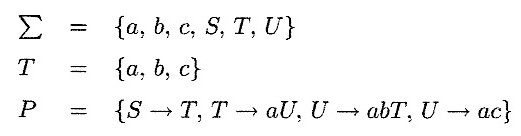 ∑ = {a, b, c, S, T, U}
T = {a, b, c}
P = {S → T, T → aU, U → abT, U → ac}